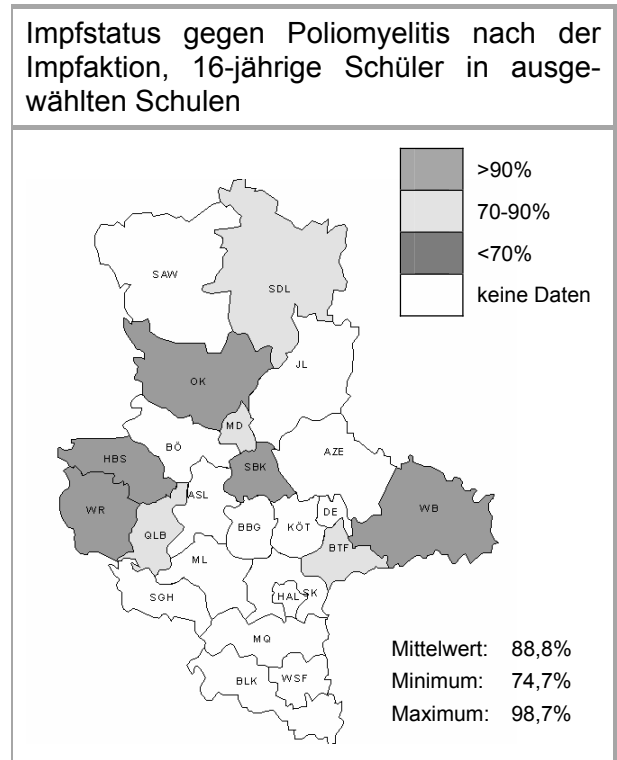 Impfstatus gegen Poliomyelitis nach der
Impfaktion, 16-jährige Schüler in ausge-
wählten Schulen
>90%
70-90%
<70%
keine Daten
SAW
SDL
OK
JL
MD
BÖ
AZE
HBS
SBK
ASL
WR
WB
BBG
KÖT
DE
QLB
BTF
ML
SGH
HAL
SK
MQ
BLK
WSF
Mittelwert: 88,8%
Minimum: 74,7%
Maximum: 98,7%